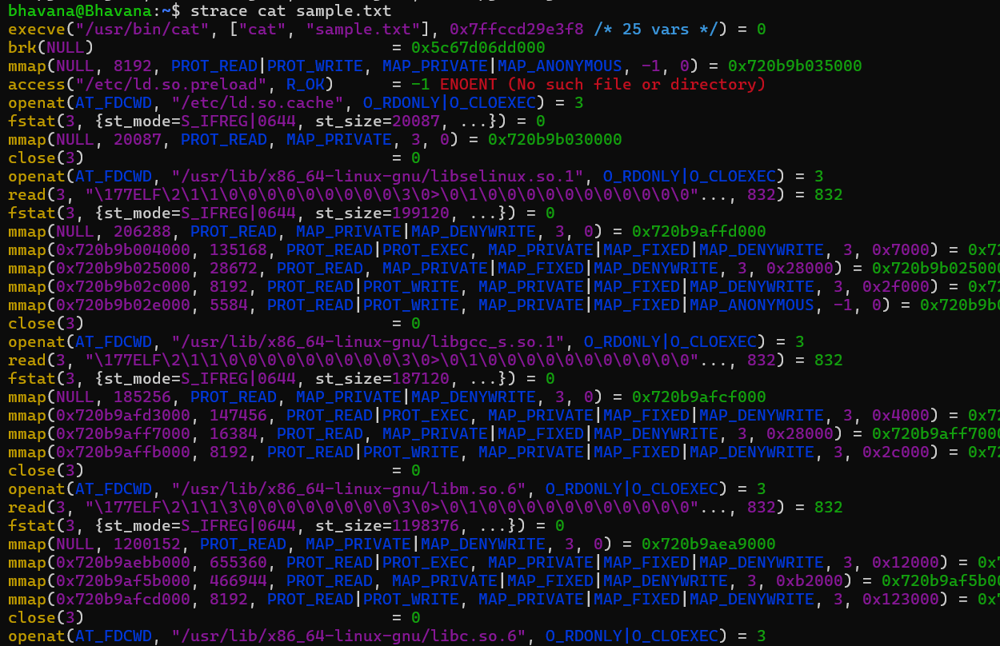 bhavana@Bhavana:~$ strace cat sample.txt
execve("/usr/bin/cat", ["cat", "sample.txt"], 0x7ffccd29e3f8 /* 25 vars */) = 0
brk(NULL)                               = 0x5c67d06dd000
mmap(NULL, 8192, PROT_READ|PROT_WRITE, MAP_PRIVATE|MAP_ANONYMOUS, -1, 0) = 0x720b9b035000
access("/etc/ld.so.preload", R_OK)      = -1 ENOENT (No such file or directory)
openat(AT_FDCWD, "/etc/ld.so.cache", O_RDONLY|O_CLOEXEC) = 3
fstat(3, {st_mode=S_IFREG|0644, st_size=20087, ...}) = 0
mmap(NULL, 20087, PROT_READ, MAP_PRIVATE, 3, 0) = 0x720b9b030000
close(3)                                = 0
openat(AT_FDCWD, "/usr/lib/x86_64-linux-gnu/libselinux.so.1", O_RDONLY|O_CLOEXEC) = 3
read(3, "\177ELF\2\1\1\0\0\0\0\0\0\0\0\0\3\0>\0\1\0\0\0\0\0\0\0\0\0\0\0"..., 832) = 832
fstat(3, {st_mode=S_IFREG|0644, st_size=199120, ...}) = 0
mmap(NULL, 206288, PROT_READ, MAP_PRIVATE|MAP_DENYWRITE, 3, 0) = 0x720b9affd000
mmap(0x720b9b004000, 135168, PROT_READ|PROT_EXEC, MAP_PRIVATE|MAP_FIXED|MAP_DENYWRITE, 3, 0x7000) = 0x72
mmap(0x720b9b025000, 28672, PROT_READ, MAP_PRIVATE|MAP_FIXED|MAP_DENYWRITE, 3, 0x28000) = 0x720b9b025000
mmap(0x720b9b02c000, 8192, PROT_READ|PROT_WRITE, MAP_PRIVATE|MAP_FIXED|MAP_DENYWRITE, 3, 0x2f000) = 0x72
mmap(0x720b9b02e000, 5584, PROT_READ|PROT_WRITE, MAP_PRIVATE|MAP_FIXED|MAP_ANONYMOUS, -1, 0) = 0x720b9b0
close(3)                                = 0
openat(AT_FDCWD, "/usr/lib/x86_64-linux-gnu/libgcc_s.so.1", O_RDONLY|O_CLOEXEC) = 3
read(3, "\177ELF\2\1\1\0\0\0\0\0\0\0\0\0\3\0>\0\1\0\0\0\0\0\0\0\0\0\0\0"..., 832) = 832
fstat(3, {st_mode=S_IFREG|0644, st_size=187120, ...}) = 0
mmap(NULL, 185256, PROT_READ, MAP_PRIVATE|MAP_DENYWRITE, 3, 0) = 0x720b9afcf000
mmap(0x720b9afd3000, 147456, PROT_READ|PROT_EXEC, MAP_PRIVATE|MAP_FIXED|MAP_DENYWRITE, 3, 0x4000) = 0x72
mmap(0x720b9aff7000, 16384, PROT_READ, MAP_PRIVATE|MAP_FIXED|MAP_DENYWRITE, 3, 0x28000) = 0x720b9aff7000
mmap(0x720b9affb000, 8192, PROT_READ|PROT_WRITE, MAP_PRIVATE|MAP_FIXED|MAP_DENYWRITE, 3, 0x2c000) = 0x72
close(3)                                = 0
openat(AT_FDCWD, "/usr/lib/x86_64-linux-gnu/libm.so.6", O_RDONLY|O_CLOEXEC) = 3
read(3, "\177ELF\2\1\1\3\0\0\0\0\0\0\0\0\3\0>\0\1\0\0\0\0\0\0\0\0\0\0\0"..., 832) = 832
fstat(3, {st_mode=S_IFREG|0644, st_size=1198376, ...}) = 0
mmap(NULL, 1200152, PROT_READ, MAP_PRIVATE|MAP_DENYWRITE, 3, 0) = 0x720b9aea9000
mmap(0x720b9aebb000, 655360, PROT_READ|PROT_EXEC, MAP_PRIVATE|MAP_FIXED|MAP_DENYWRITE, 3, 0x12000) = 0x7
mmap(0x720b9af5b000, 466944, PROT_READ, MAP_PRIVATE|MAP_FIXED|MAP_DENYWRITE, 3, 0xb2000) = 0x720b9af5b00
mmap(0x720b9afcd000, 8192, PROT_READ|PROT_WRITE, MAP_PRIVATE|MAP_FIXED|MAP_DENYWRITE, 3, 0x123000) = 0x7
close(3)                                = 0
openat(AT_FDCWD, "/usr/lib/x86_64-linux-gnu/libc.so.6", O_RDONLY|O_CLOEXEC) = 3